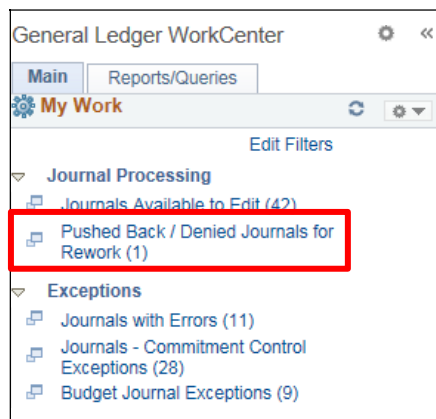 General Ledger WorkCenter
Main
Reports/Queries
My Work
Edit Filters
Journal Processing
Journals Available to Edit (42)
Pushed Back / Denied Journals for
Rework (1)
Exceptions
Journals with Errors (11)
Journals - Commitment Control
Exceptions (28)
Budget Journal Exceptions (9)